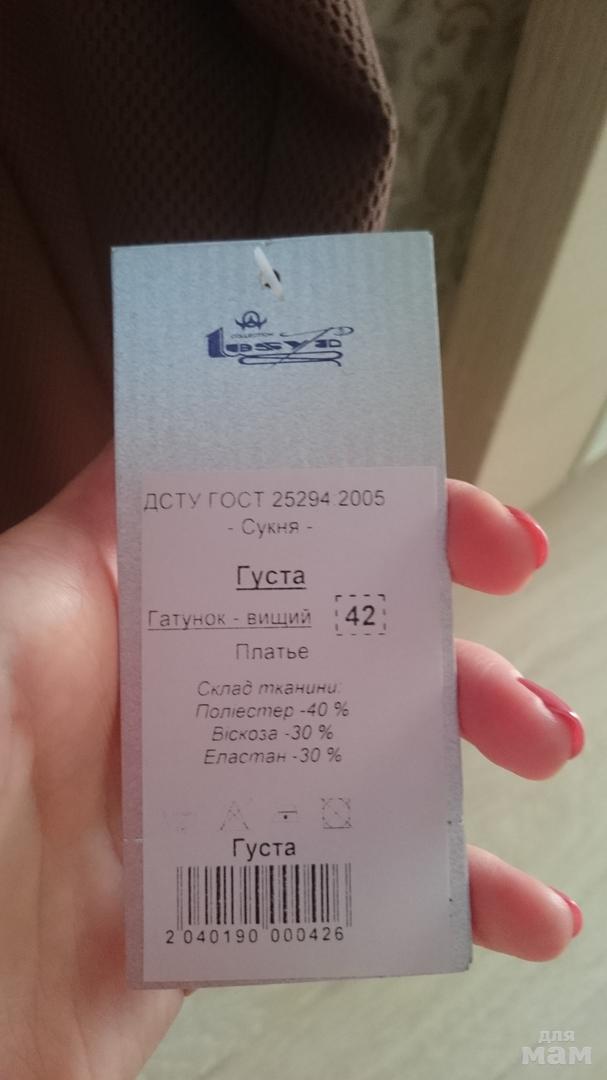 COLLECTION
ДСТУ ГОСТ 25294:2005
- Сукня -
Густа
Гатунок - вищий 42
Платье
Склад тканини:
Поліестер -40 %
Віскоза -30 %
Еластан -30 %
Густа
2 040190 000426
для
мам